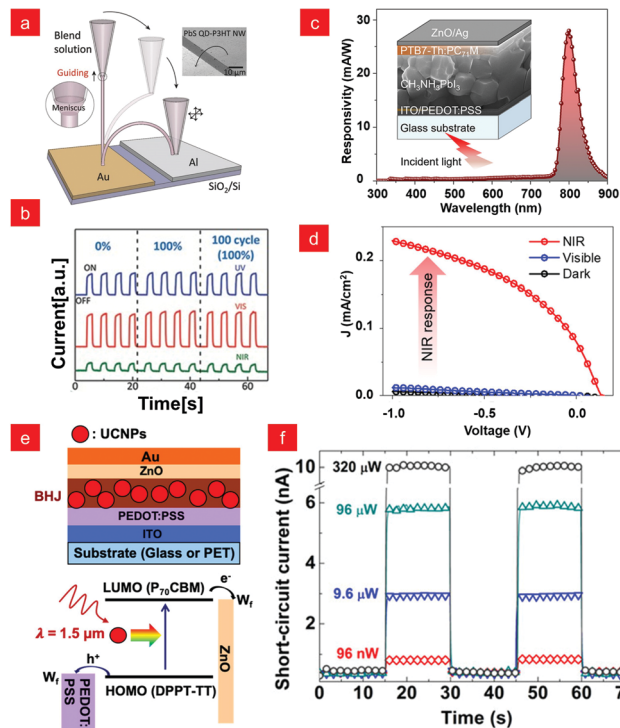 a
Blend
solution
Guiding
Meniscus
PbS QD-P3HT NW
10 μm
Au
Al
SiO₂/Si
b
0%
100%
100 cycle
(100%)
ON
OFF
UV
VIS
NIR
Current[a.u.]
0
20
40
60
Time[s]
c
ZnO/Ag
PTB7-Th:PC₇₁M
CH₃NH₃PbI₃
ITO/PEDOT:PSS
Glass substrate
Incident light
Responsivity (mA/W)
30
25
20
15
10
5
0
300 400 500 600 700 800 900
Wavelength (nm)
d
NIR
Visible
Dark
NIR response
J (mA/cm²)
0.2
0.1
0.0
-1.0
-0.5
0.0
Voltage (V)
e
: UCNPs
Au
ZnO
BHJ
PEDOT:PSS
ITO
Substrate (Glass or PET)
LUMO (P₇₀CBM)
e⁻
W_f
λ = 1.5 μm
ZnO
h⁺
W_f
HOMO (DPPT-TT)
PEDOT:
PSS
f
320 μW
96 μW
9.6 μW
96 nW
Short-circuit current (nA)
10
6
4
2
0
0 10 20 30 40 50 60
Time (s)